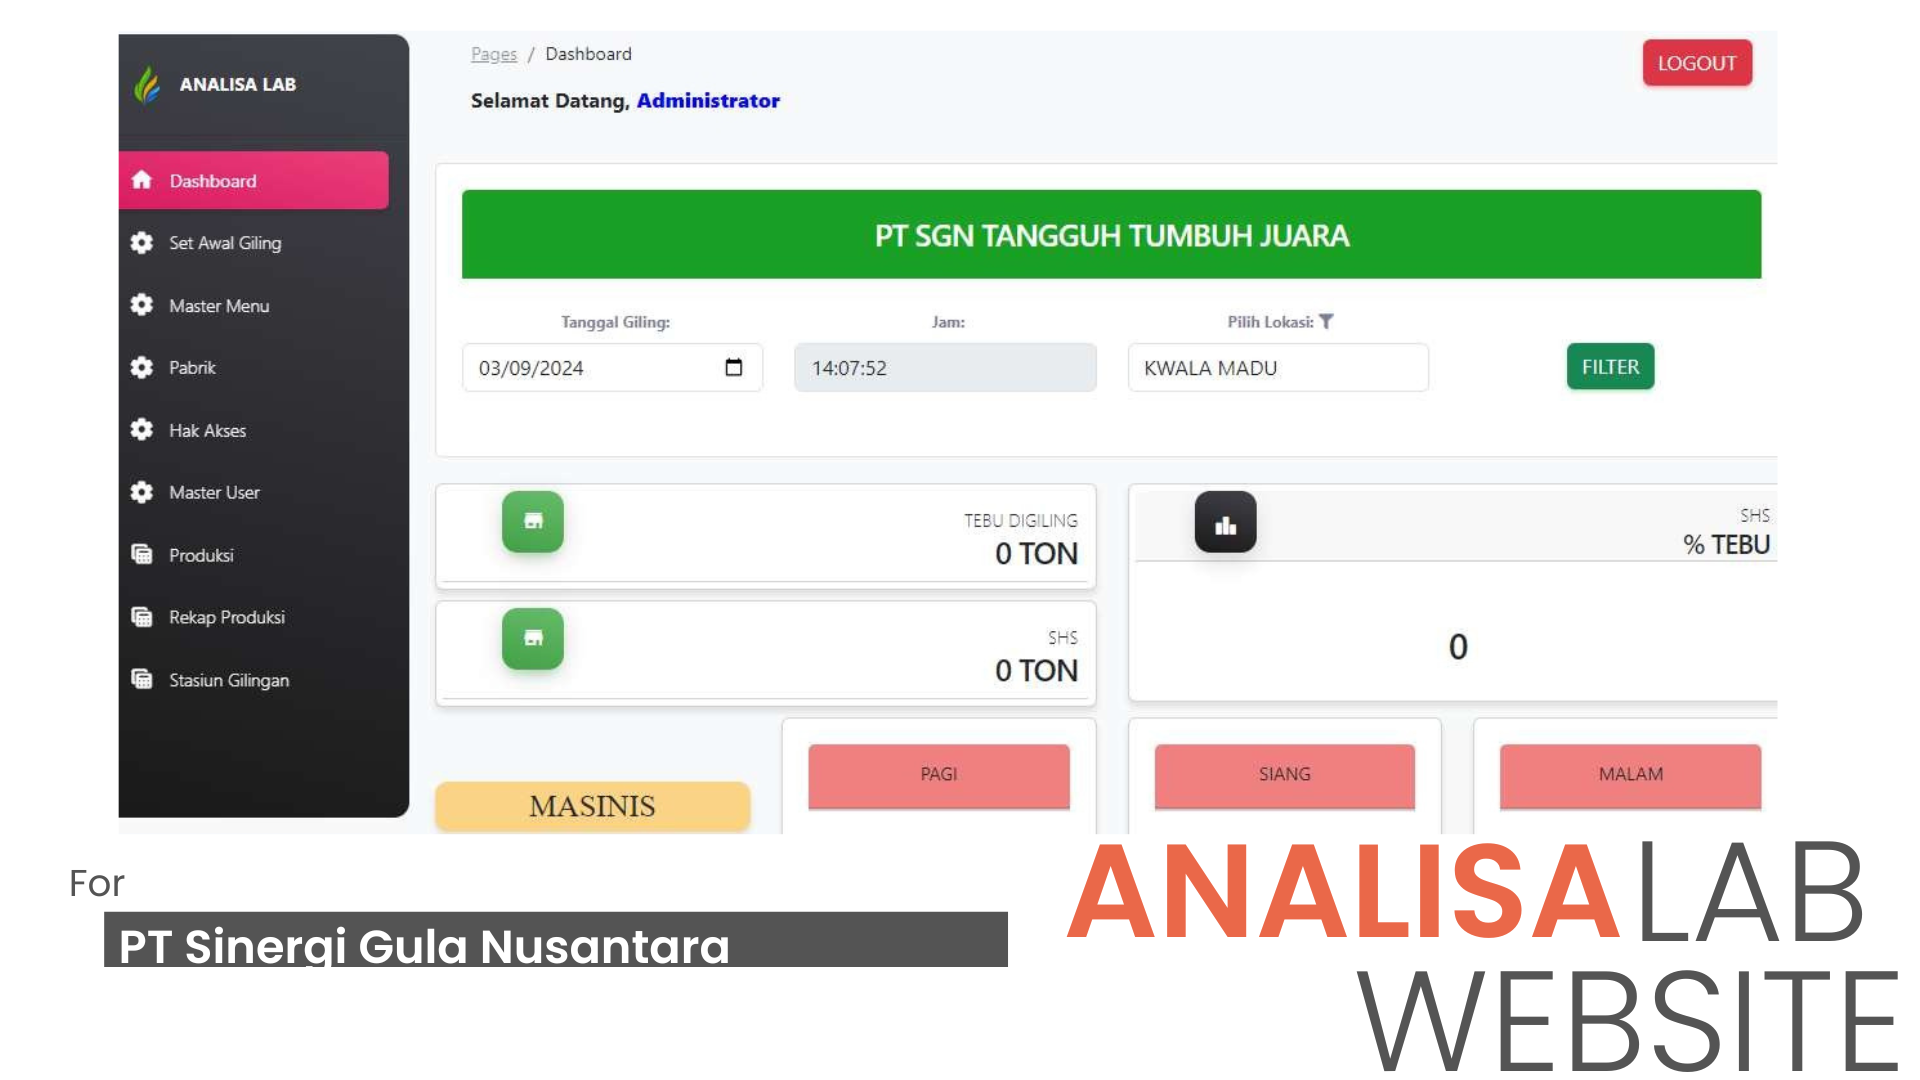 ANALISA LAB
Dashboard
Set Awal Giling
Master Menu
Pabrik
Hak Akses
Master User
Produksi
Rekap Produksi
Stasiun Gilingan
Pages / Dashboard
LOGOUT
Selamat Datang, Administrator
PT SGN TANGGUH TUMBUH JUARA
Tanggal Giling:
Jam:
Pilih Lokasi:
03/09/2024
14:07:52
KWALA MADU
FILTER
TEBU DIGILING
0 TON
SHS
% TEBU
0
SHS
0 TON
MASINIS
PAGI
SIANG
MALAM
For
PT Sinergi Gula Nusantara
ANALISA LAB
WEBSITE